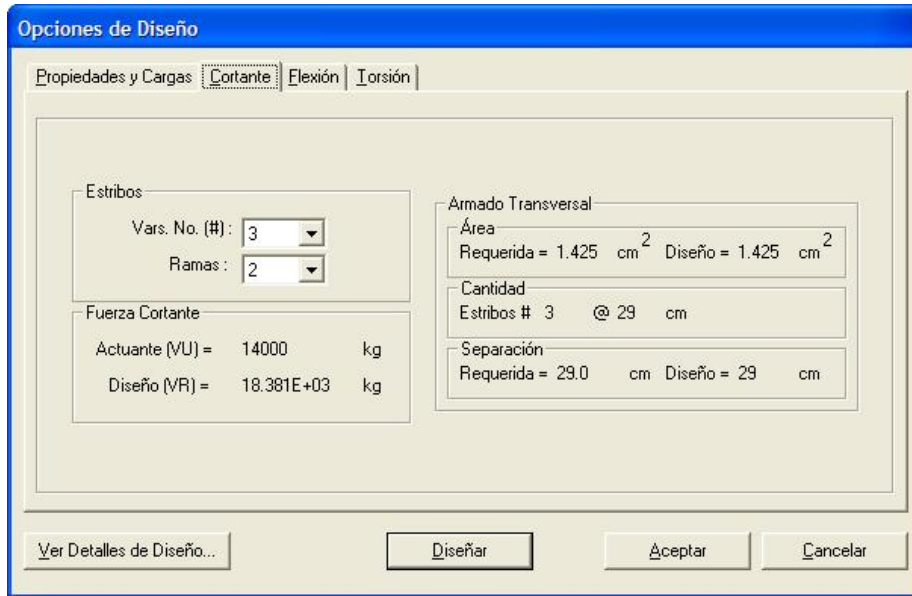 Opciones de Diseño
Propiedades y Cargas Cortante Flexión Torsión
Estribos
Vars. No. (#) : 3
Ramas : 2
Fuerza Cortante
Actuante (VU) = 14000 kg
Diseño (VR) = 18.381E+03 kg
Armado Transversal
Área
Requerida = 1.425 cm2 Diseño = 1.425 cm2
Cantidad
Estribos # 3 @ 29 cm
Separación
Requerida = 29.0 cm Diseño = 29 cm
Ver Detalles de Diseño... Diseñar Aceptar Cancelar